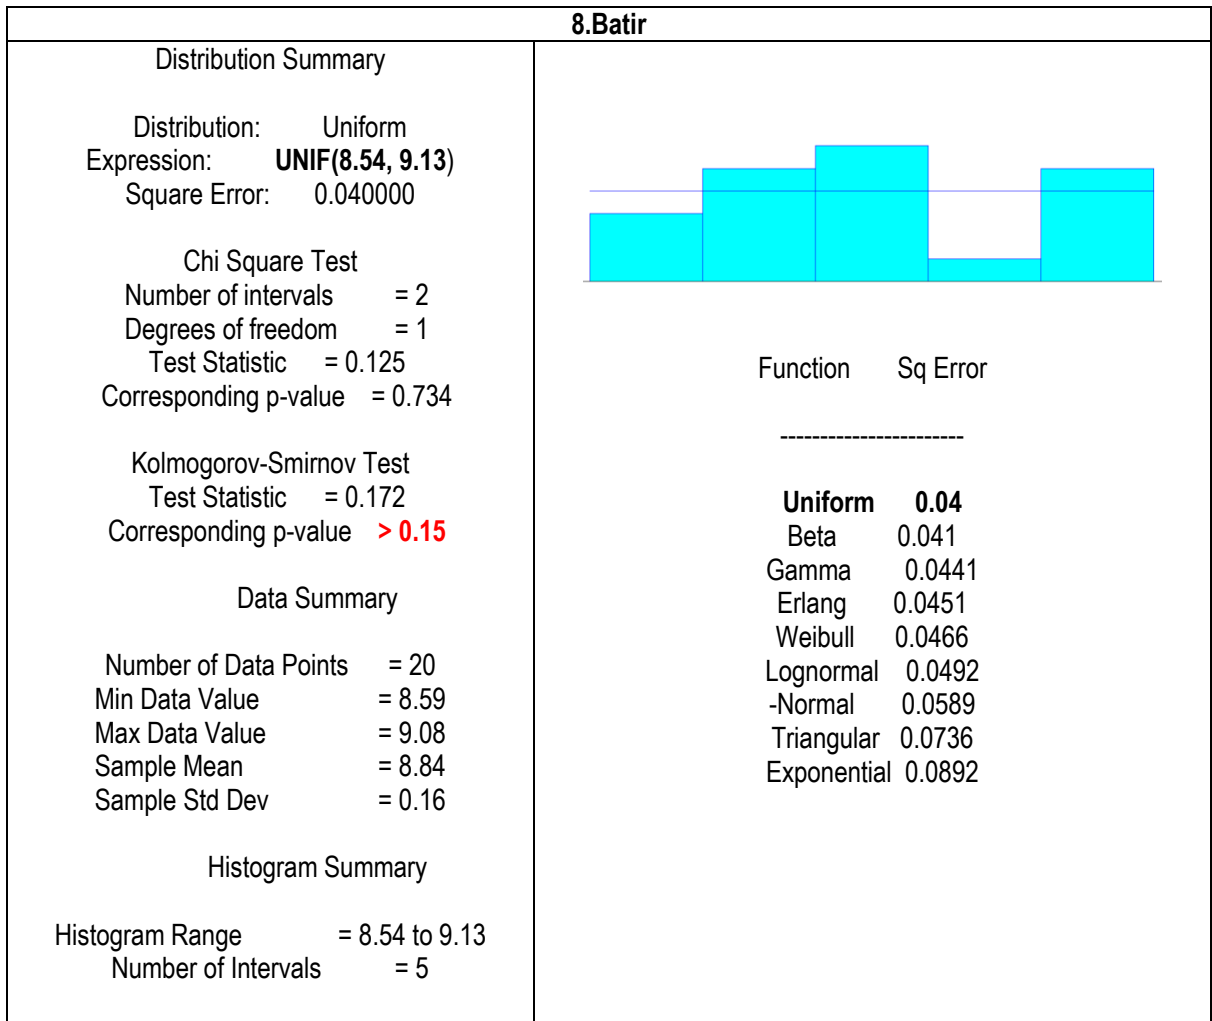 8.Batir
Distribution Summary
Distribution: Uniform
Expression: UNIF(8.54, 9.13)
Square Error: 0.040000
Chi Square Test
Number of intervals = 2
Degrees of freedom = 1
Test Statistic = 0.125
Corresponding p-value = 0.734
Kolmogorov-Smirnov Test
Test Statistic = 0.172
Corresponding p-value > 0.15
Data Summary
Number of Data Points = 20
Min Data Value = 8.59
Max Data Value = 9.08
Sample Mean = 8.84
Sample Std Dev = 0.16
Histogram Summary
Histogram Range = 8.54 to 9.13
Number of Intervals = 5
Function Sq Error
-----------------------
Uniform 0.04
Beta 0.041
Gamma 0.0441
Erlang 0.0451
Weibull 0.0466
Lognormal 0.0492
-Normal 0.0589
Triangular 0.0736
Exponential 0.0892